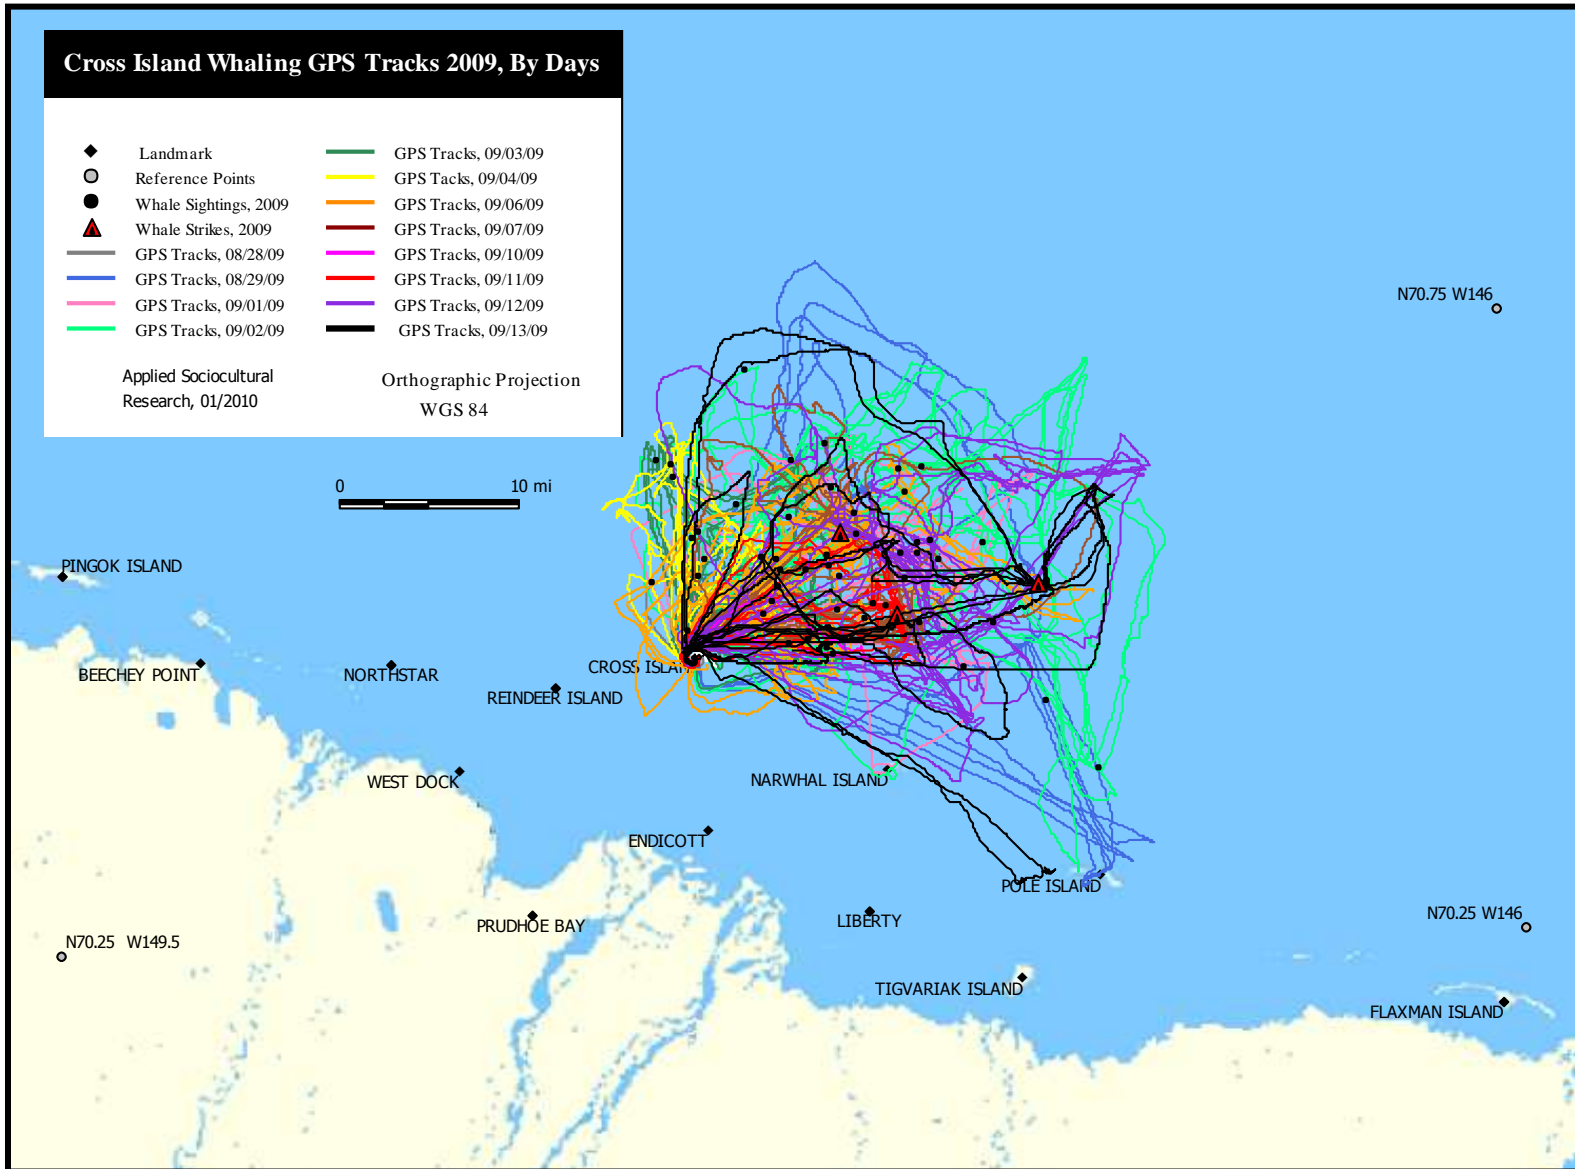 Cross Island Whaling GPS Tracks 2009, By Days
Landmark
Reference Points
Whale Sightings, 2009
Whale Strikes, 2009
GPS Tracks, 08/28/09
GPS Tracks, 08/29/09
GPS Tracks, 09/01/09
GPS Tracks, 09/02/09
GPS Tracks, 09/03/09
GPS Tacks, 09/04/09
GPS Tracks, 09/06/09
GPS Tracks, 09/07/09
GPS Tracks, 09/10/09
GPS Tracks, 09/11/09
GPS Tracks, 09/12/09
GPS Tracks, 09/13/09
Applied Sociocultural
Research, 01/2010
Orthographic Projection
WGS 84
N70.75 W146
0 10 mi
PINGOK ISLAND
BEECHEY POINT
NORTHSTAR
REINDEER ISLAND
CROSS ISLAN
WEST DOCK
NARWHAL ISLAND
ENDICOTT
POLE ISLAND
PRUDHOE BAY
LIBERTY
N70.25 W146
N70.25 W149.5
TIGVARIAK ISLAND
FLAXMAN ISLAND